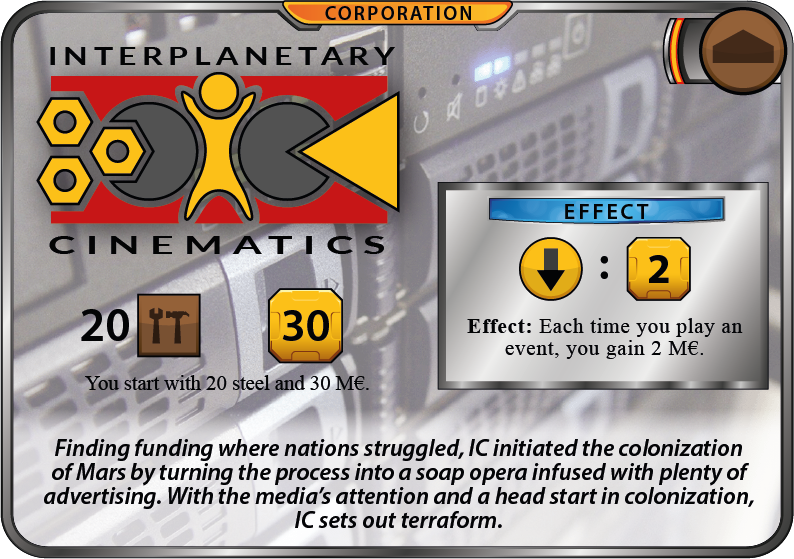 CORPORATION
INTERPLANETARY
CINEMATICS
20 30
You start with 20 steel and 30 M€.
EFFECT
: 2
Effect: Each time you play an
event, you gain 2 M€.
Finding funding where nations struggled, IC initiated the colonization
of Mars by turning the process into a soap opera infused with plenty of
advertising. With the media's attention and a head start in colonization,
IC sets out terraform.